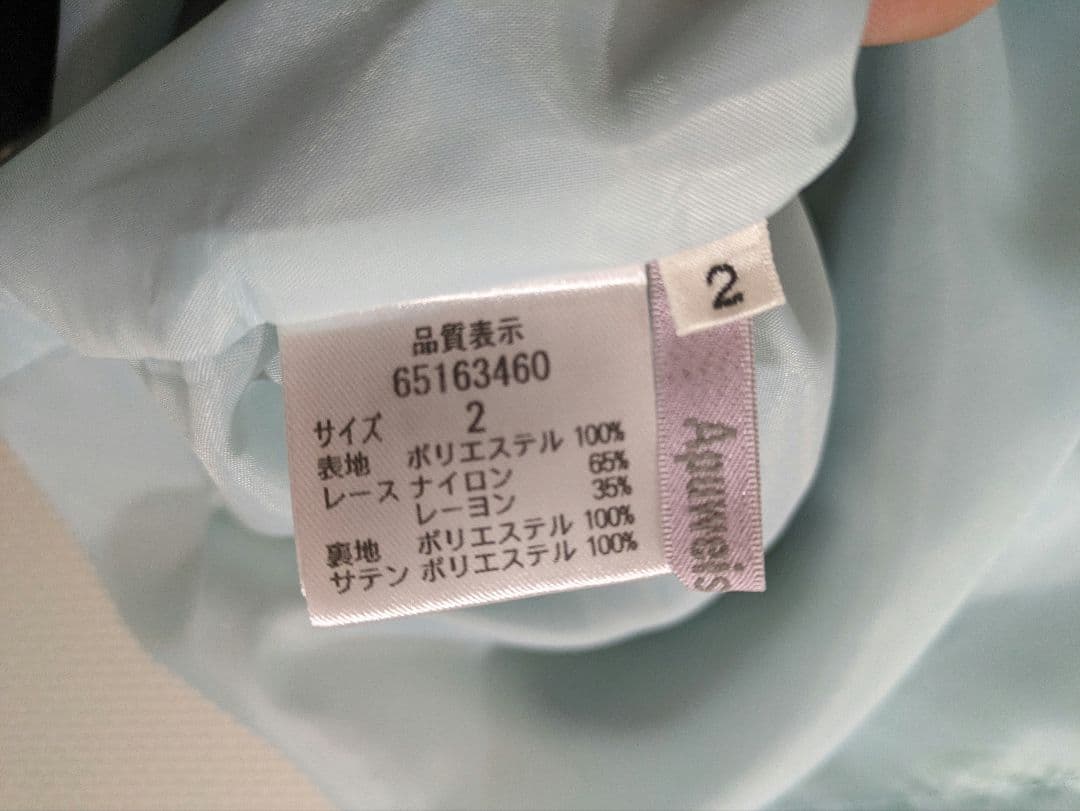 品質表示
65163460
サイズ 2
表地 ポリエステル 100%
レース ナイロン 65%
レーヨン 35%
裏地 ポリエステル 100%
サテン ポリエステル 100%
2
Aquweis